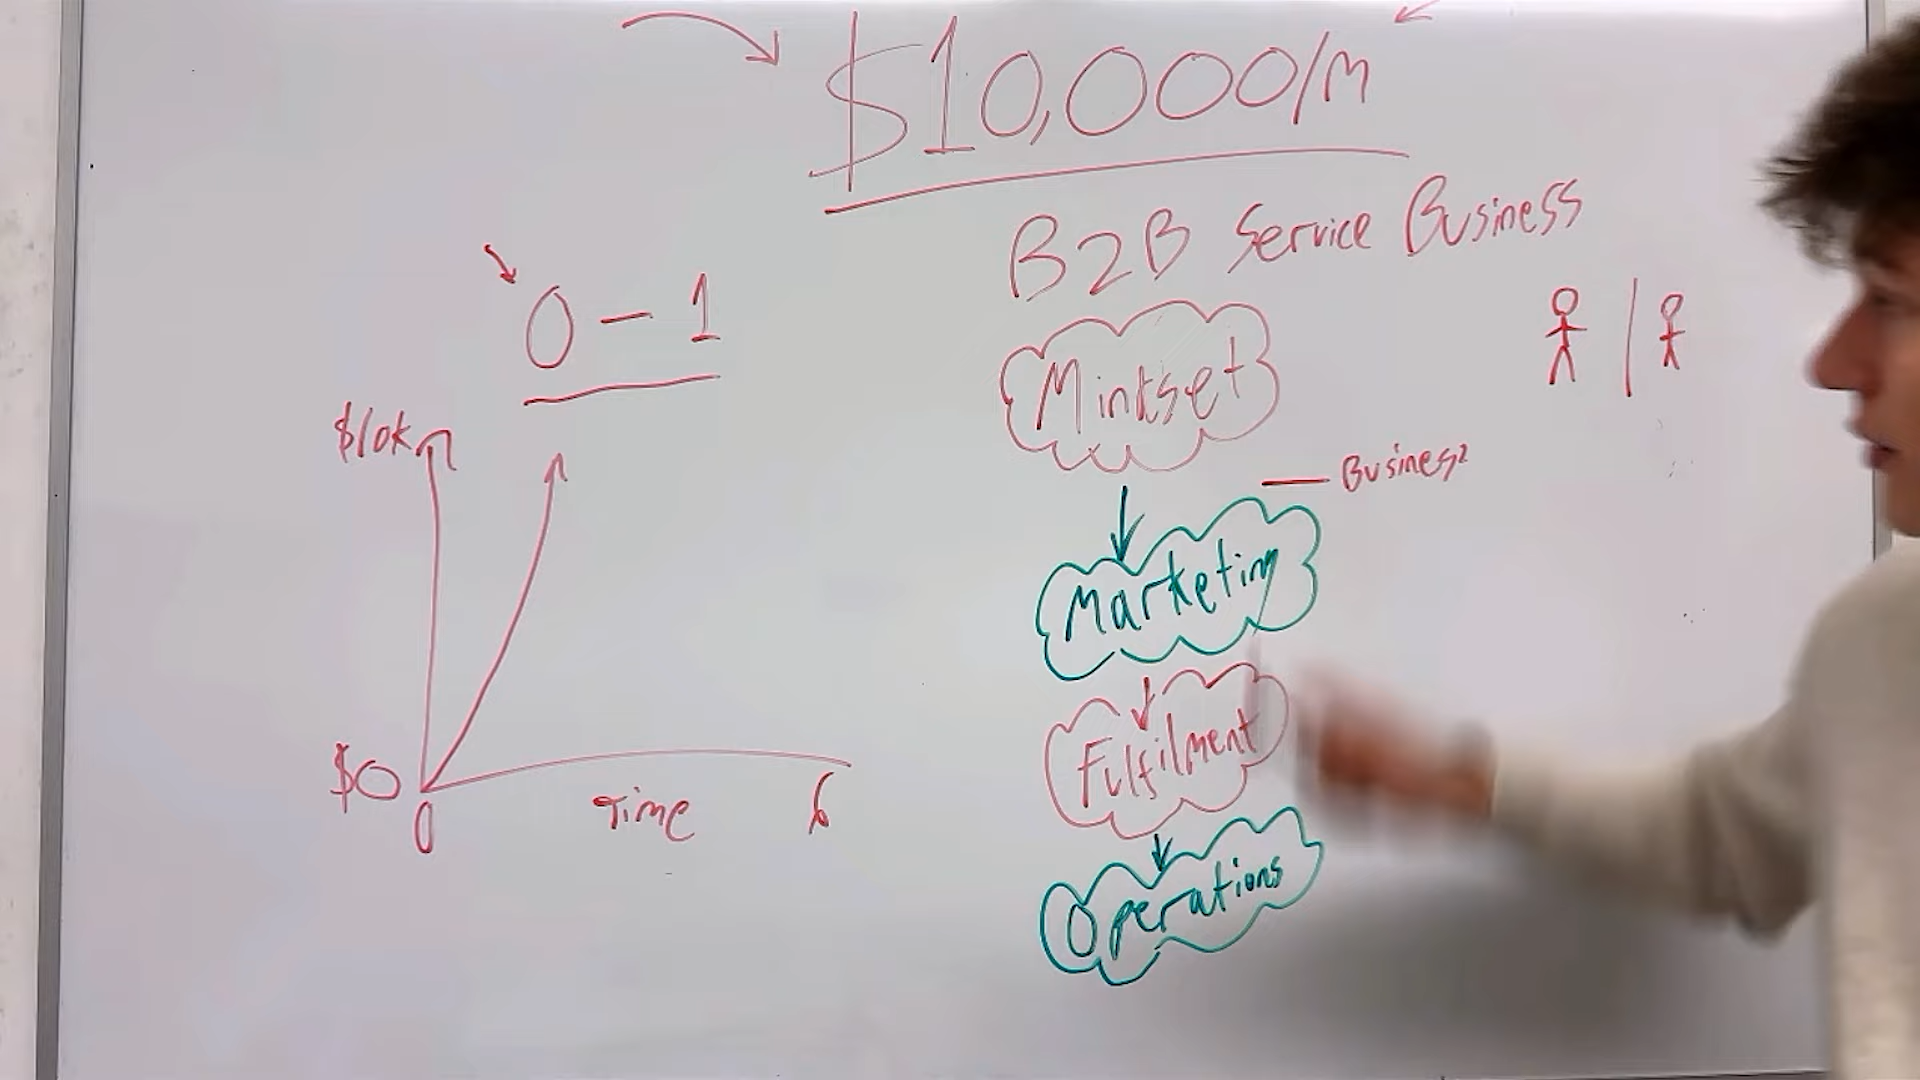 $10,000/m
B2B Service Business
0 - 1
Mindset
$10k
Business
Marketing
Fulfilment
$0
0
Time
6
Operations